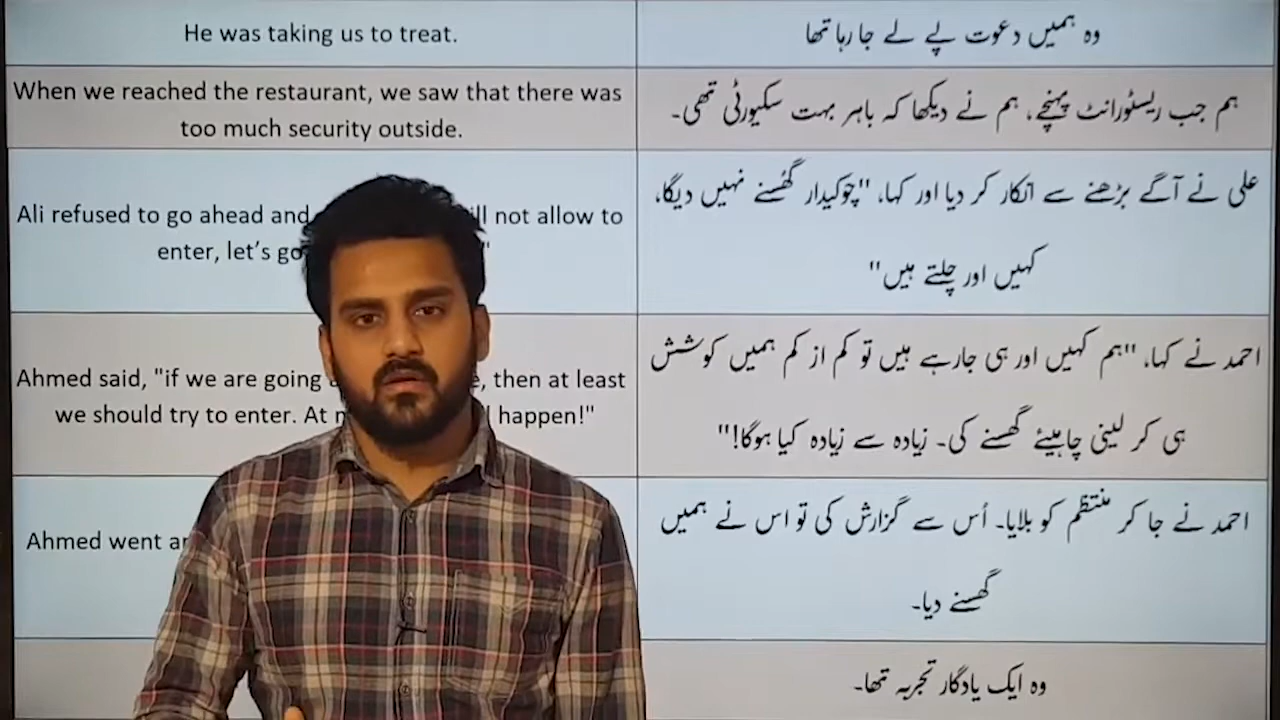 He was taking us to treat.
وہ ہمیں دعوت پے لے جا رہا تھا
When we reached the restaurant, we saw that there was
too much security outside.
ہم جب ریسٹورانٹ پہنچے، ہم نے دیکھا کہ باہر بہت سکیورٹی تھی۔
Ali refused to go ahead and not allow to
enter, let’s go "
علی نے آگے بڑھنے سے انکار کر دیا اور کہا، "چوکیدار گھُسنے نہیں دیگا،
کہیں اور چلتے ہیں"
Ahmed said, "if we are going then at least
we should try to enter. At happen!"
احمد نے کہا، "ہم کہیں اور ہی جارہے ہیں تو کم از کم ہمیں کوشش
ہی کر لینی چاہیئے گھسنے کی۔ زیادہ سے زیادہ کیا ہوگا!"
Ahmed went
احمد نے جا کر منتظم کو بلایا۔ اُس سے گزارش کی تو اس نے ہمیں
گھسنے دیا۔
وہ ایک یادگار تجربہ تھا۔